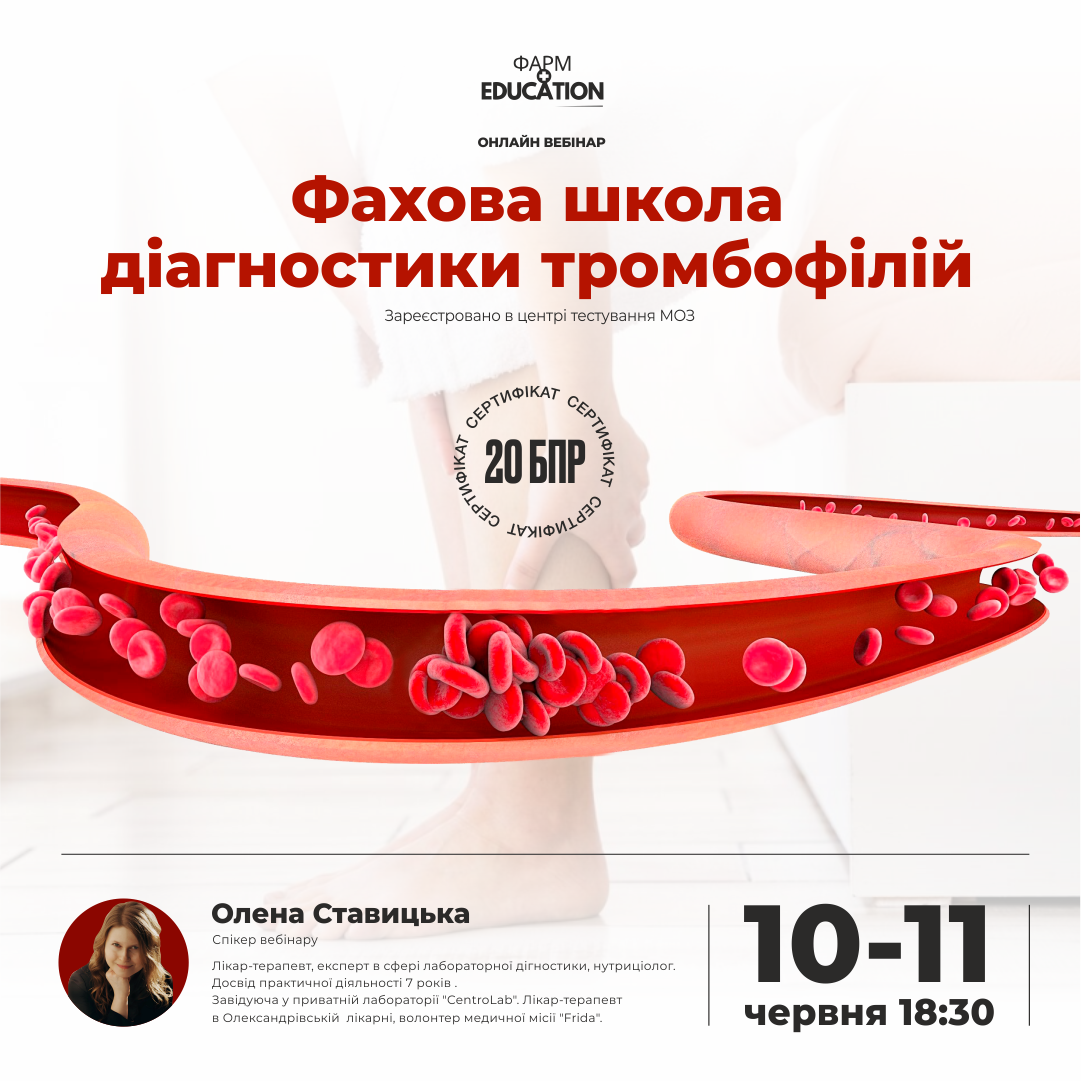 ФАРМ
EDUCATION
ОНЛАЙН ВЕБІНАР
Фахова школа
діагностики тромбофілій
Зареєстровано в центрі тестування МОЗ
СЕРТИФІКАТ СЕРТИФІКАТ СЕРТИФІКАТ СЕРТИФІКАТ
20 БПР
Олена Ставицька
Спікер вебінару
Лікар-терапевт, експерт в сфері лабораторної дігностики, нутриціолог.
Досвід практичної діяльності 7 років .
Завідуюча у приватній лабораторії "CentroLab". Лікар-терапевт
в Олександрівській лікарні, волонтер медичної місії "Frida".
10-11
червня 18:30